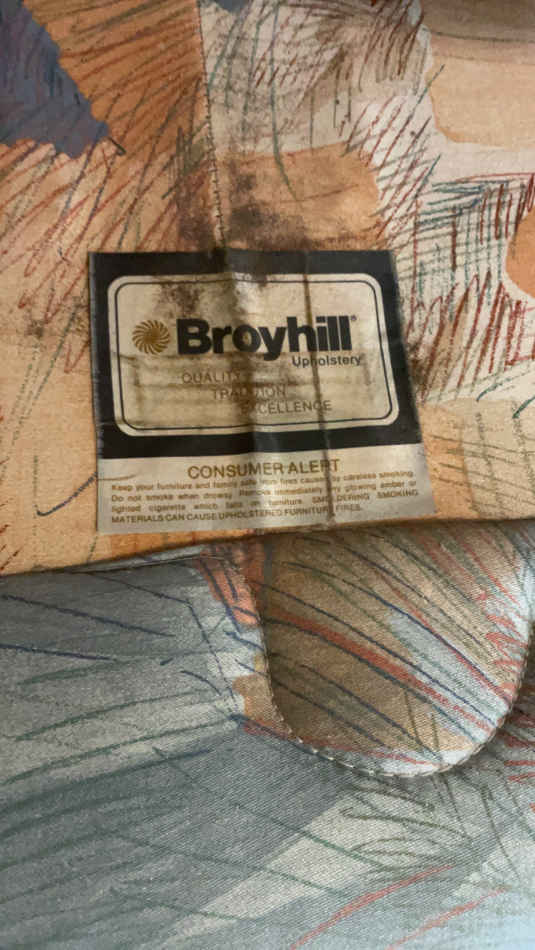 Broyhill®
Upholstery
QUALITY
TRADITION
EXCELLENCE
CONSUMER ALERT
Keep your furniture and family safe from fires caused by careless smoking.
Do not smoke when drowsy. Remove immediately any glowing ember or
lighted cigarette which falls on furniture. SMOLDERING SMOKING
MATERIALS CAN CAUSE UPHOLSTERED FURNITURE FIRES.